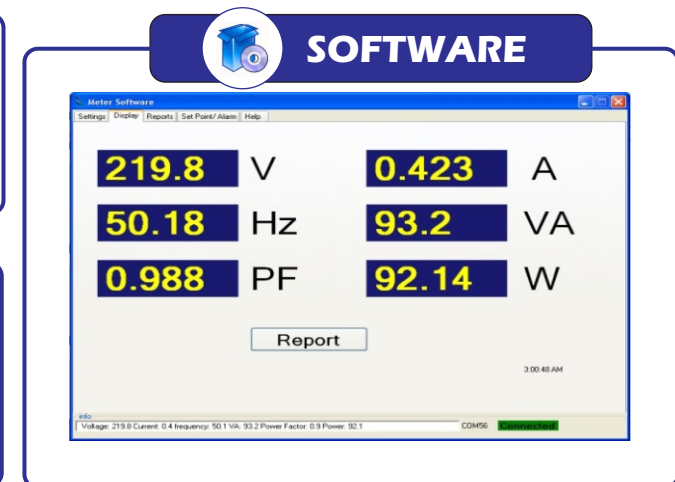 SOFTWARE
Meter Software
Settings Display Reports Set Point/ Alarm Help
219.8 V 0.423 A
50.18 Hz 93.2 VA
0.988 PF 92.14 W
Report
3:00:48 AM
info
Voltage: 219.8 Current: 0.4 frequency: 50.1 VA: 93.2 Power Factor: 0.9 Power: 92.1 COM56 Connected